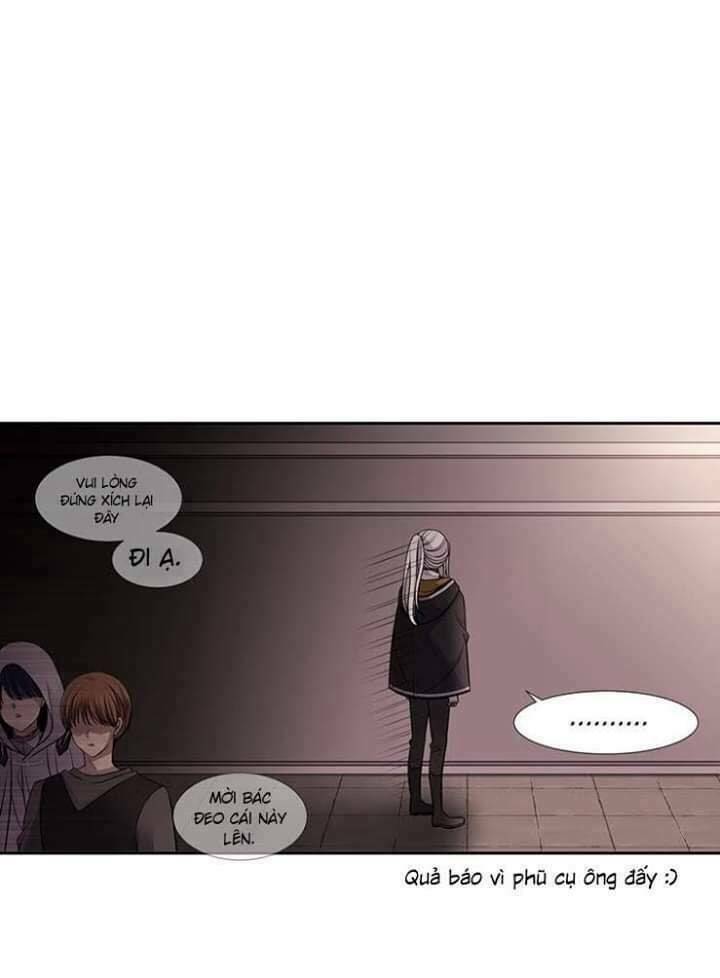 VUI LÒNG
ĐỨNG XÍCH LẠI
ĐÂY
ĐI Ạ.
..........
MỜI BÁC
ĐEO CÁI NÀY
LÊN.
Quả báo vì phũ cụ ông đấy :)